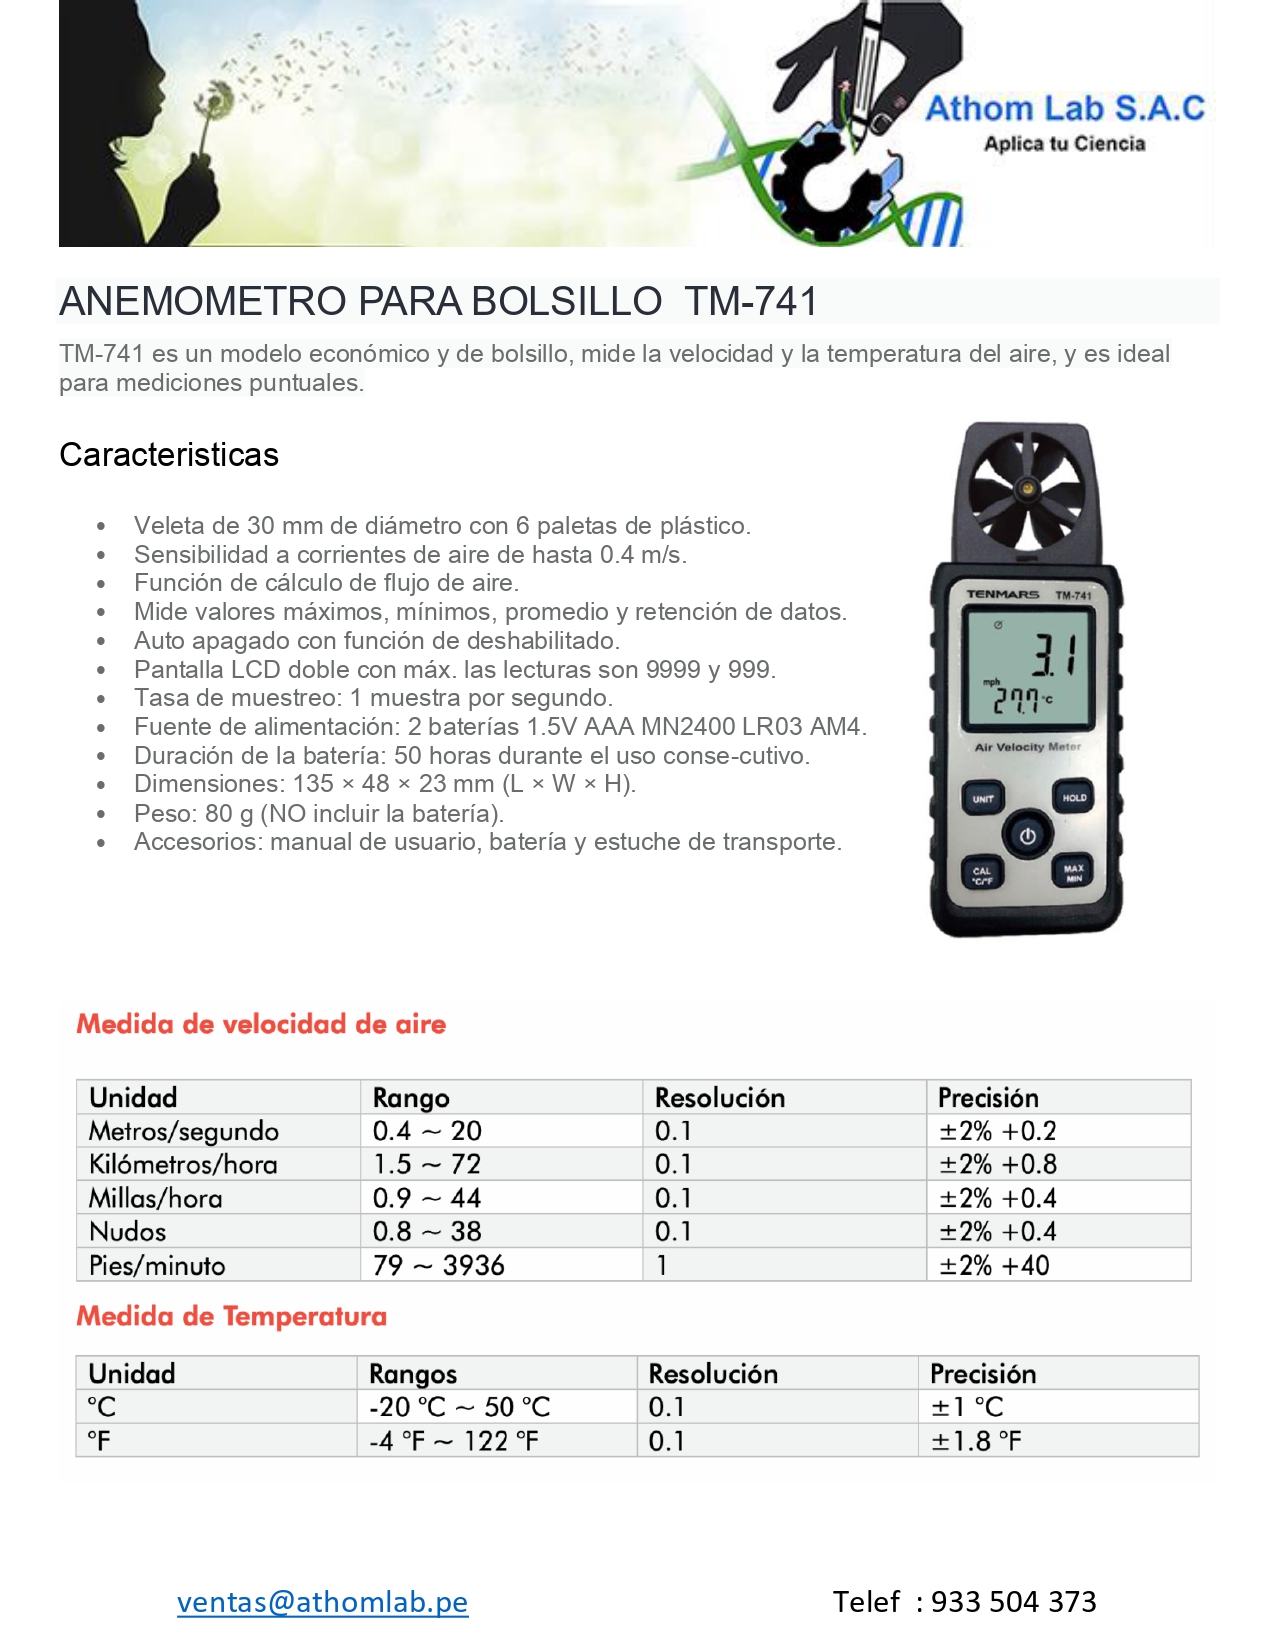 Athom Lab S.A.C
Aplica tu Ciencia
ANEMOMETRO PARA BOLSILLO TM-741
TM-741 es un modelo económico y de bolsillo, mide la velocidad y la temperatura del aire, y es ideal
para mediciones puntuales.
Caracteristicas
• Veleta de 30 mm de diámetro con 6 paletas de plástico.
• Sensibilidad a corrientes de aire de hasta 0.4 m/s.
• Función de cálculo de flujo de aire.
• Mide valores máximos, mínimos, promedio y retención de datos.
• Auto apagado con función de deshabilitado.
• Pantalla LCD doble con máx. las lecturas son 9999 y 999.
• Tasa de muestreo: 1 muestra por segundo.
• Fuente de alimentación: 2 baterías 1.5V AAA MN2400 LR03 AM4.
• Duración de la batería: 50 horas durante el uso conse-cutivo.
• Dimensiones: 135 × 48 × 23 mm (L × W × H).
• Peso: 80 g (NO incluir la batería).
• Accesorios: manual de usuario, batería y estuche de transporte.
TENMARS TM-741
3.1
mph
27.7 °C
Air Velocity Meter
UNIT HOLD
CAL MAX
°C/°F MIN
Medida de velocidad de aire
Unidad Rango Resolución Precisión
Metros/segundo 0.4 ~ 20 0.1 ±2% +0.2
Kilómetros/hora 1.5 ~ 72 0.1 ±2% +0.8
Millas/hora 0.9 ~ 44 0.1 ±2% +0.4
Nudos 0.8 ~ 38 0.1 ±2% +0.4
Pies/minuto 79 ~ 3936 1 ±2% +40
Medida de Temperatura
Unidad Rangos Resolución Precisión
°C -20 °C ~ 50 °C 0.1 ±1 °C
°F -4 °F ~ 122 °F 0.1 ±1.8 °F
ventas@athomlab.pe Telef : 933 504 373